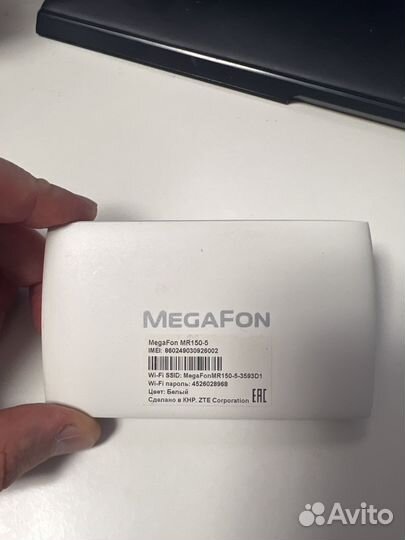 MEGAFON
MegaFon MR150-5
IMEI: 860249030926002
Wi-Fi SSID: MegaFonMR150-5-3593D1
Wi-Fi пароль: 4526028968
Цвет: Белый
Сделано в КНР. ZTE Corporation
EAC
Avito